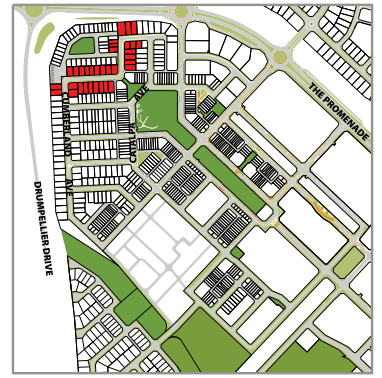 THE PROMENADE
CUMBERLAND AVE
CATALPA AVE
DRUMPELLIER DRIVE